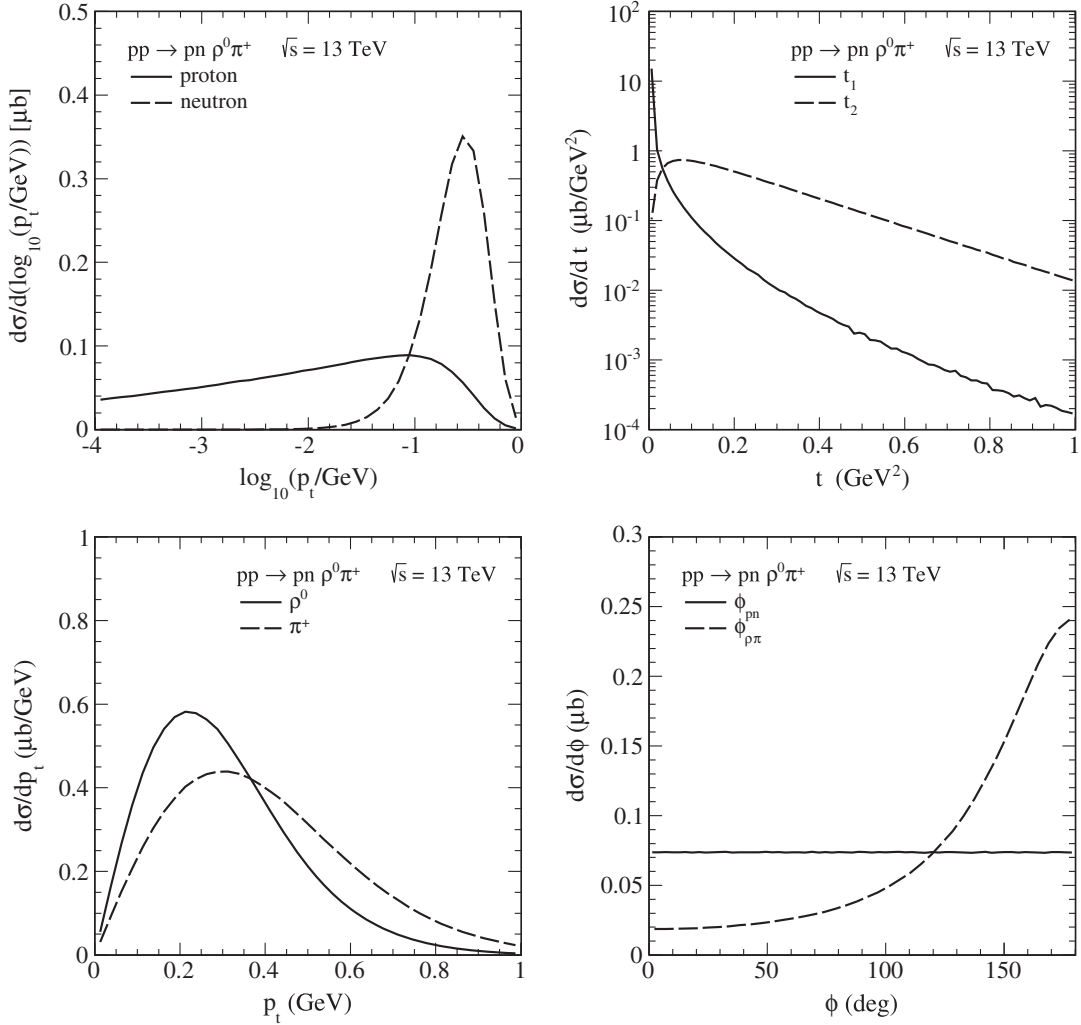 dσ/d(log₁₀(pₜ/GeV)) [μb]
0.5
0.4
0.3
0.2
0.1
0
pp → pn ρ⁰π⁺ √s = 13 TeV
proton
neutron
-4 -3 -2 -1 0
log₁₀(pₜ/GeV)
dσ/d t (μb/GeV²)
10²
10
1
10⁻¹
10⁻²
10⁻³
10⁻⁴
pp → pn ρ⁰π⁺ √s = 13 TeV
t₁
t₂
0 0.2 0.4 0.6 0.8 1
t (GeV²)
dσ/dpₜ (μb/GeV)
1
0.8
0.6
0.4
0.2
0
pp → pn ρ⁰π⁺ √s = 13 TeV
ρ⁰
π⁺
0 0.2 0.4 0.6 0.8 1
pₜ (GeV)
dσ/dϕ (μb)
0.3
0.25
0.2
0.15
0.1
0.05
0
pp → pn ρ⁰π⁺ √s = 13 TeV
ϕ_pn
ϕ_ρπ
0 50 100 150
ϕ (deg)